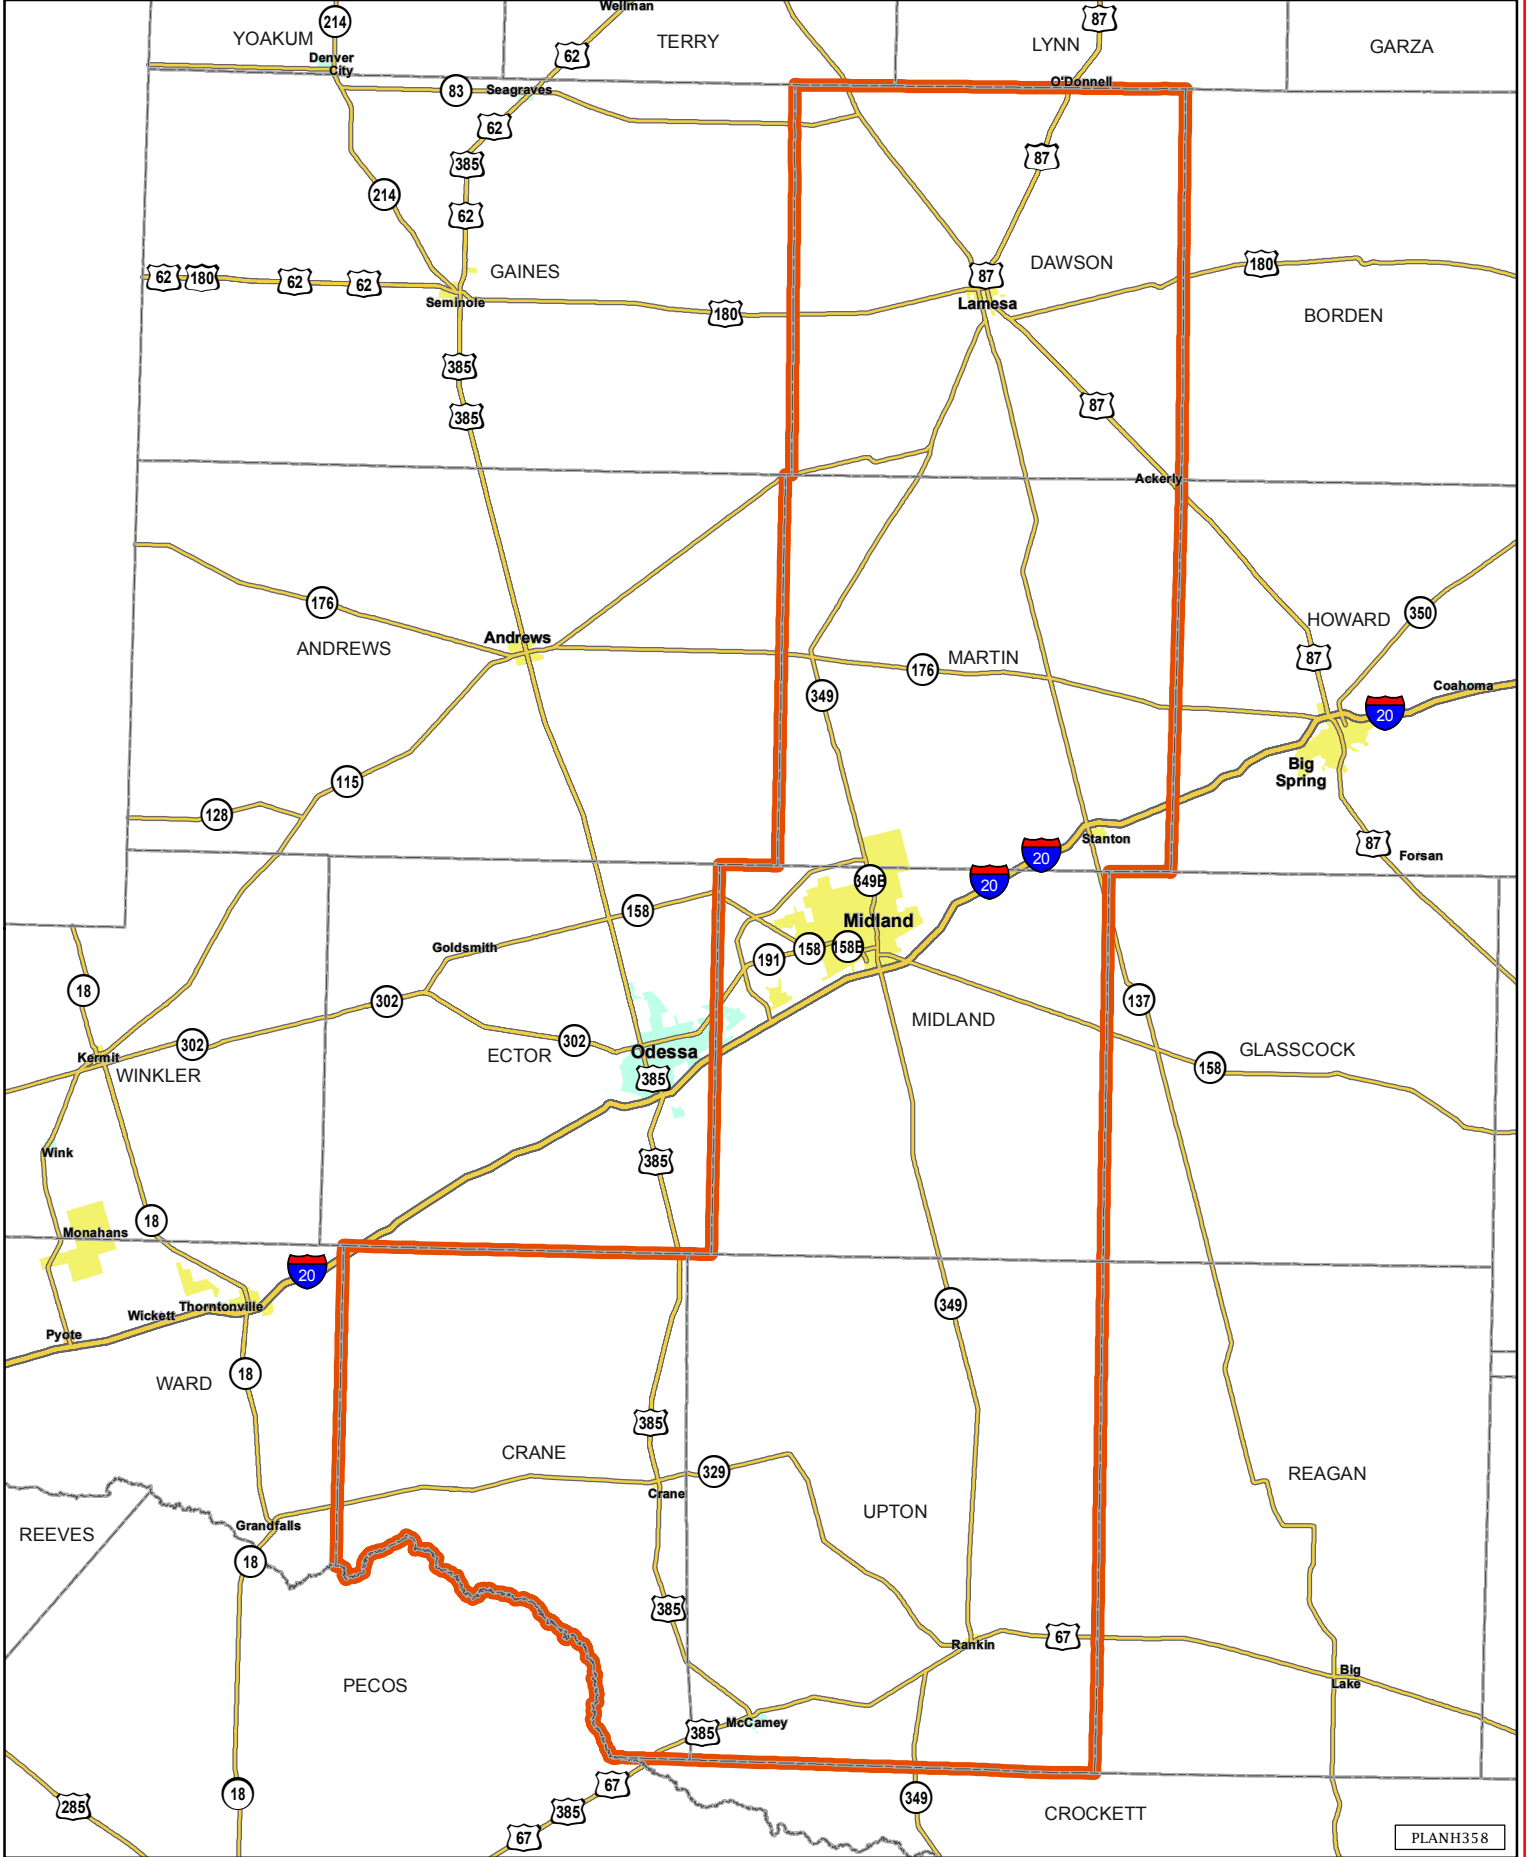 Wellman
214
87
YOAKUM
TERRY
LYNN
GARZA
62
Denver
City
O'Donnell
83
Seagraves
62
87
385
214
62
GAINES
DAWSON
180
62
180
62
62
87
Seminole
Lamesa
180
BORDEN
385
87
385
Ackerly
176
HOWARD
350
Andrews
ANDREWS
MARTIN
87
176
349
Coahoma
20
Big
Spring
115
128
Stanton
87
20
Forsan
349B
20
158
Midland
Goldsmith
158
158B
191
18
302
137
MIDLAND
302
302
ECTOR
Odessa
GLASSCOCK
Kermit
WINKLER
158
385
Wink
385
18
Monahans
20
349
Thorntonville
Wickett
Pyote
18
WARD
385
CRANE
329
REAGAN
Crane
UPTON
Grandfalls
REEVES
18
385
67
Rankin
Big
Lake
PECOS
McCamey
385
67
18
349
285
385
CROCKETT
67
PLANH358